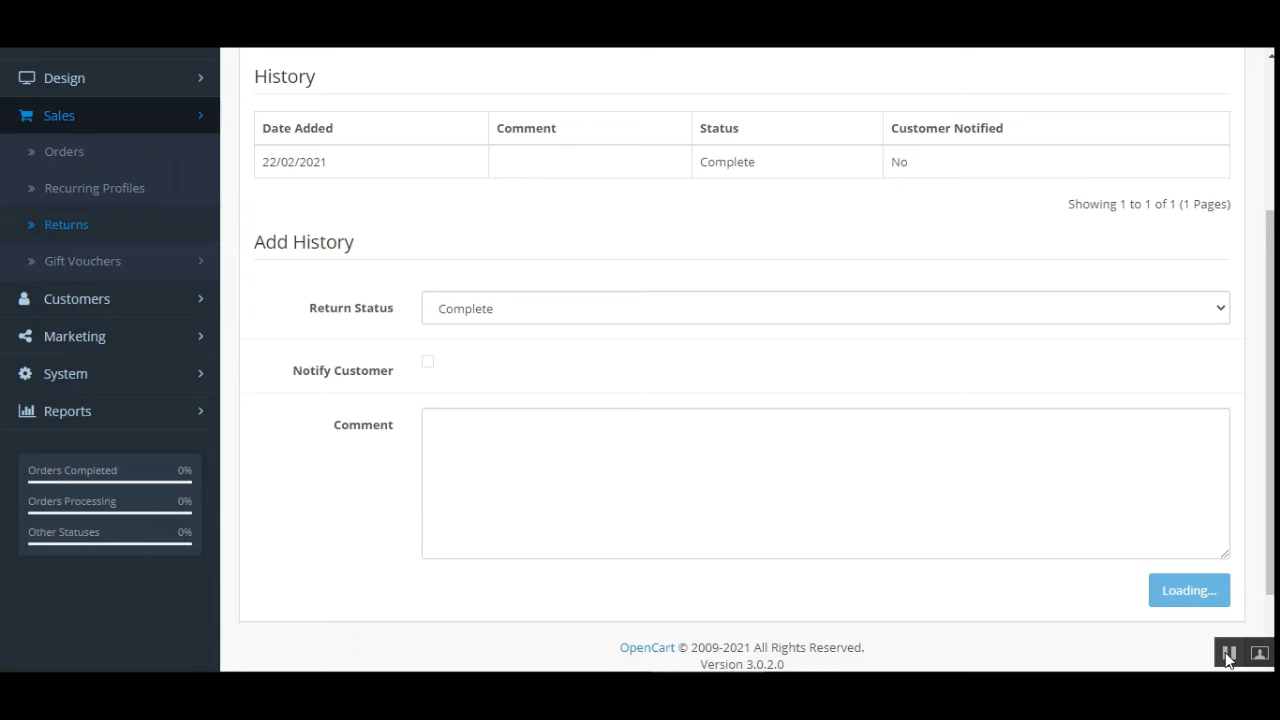 Design
Sales
Orders
Recurring Profiles
Returns
Gift Vouchers
Customers
Marketing
System
Reports
Orders Completed 0%
Orders Processing 0%
Other Statuses 0%
History
Date Added Comment Status Customer Notified
22/02/2021 Complete No
Showing 1 to 1 of 1 (1 Pages)
Add History
Return Status Complete
Notify Customer
Comment
Loading...
OpenCart © 2009-2021 All Rights Reserved.
Version 3.0.2.0